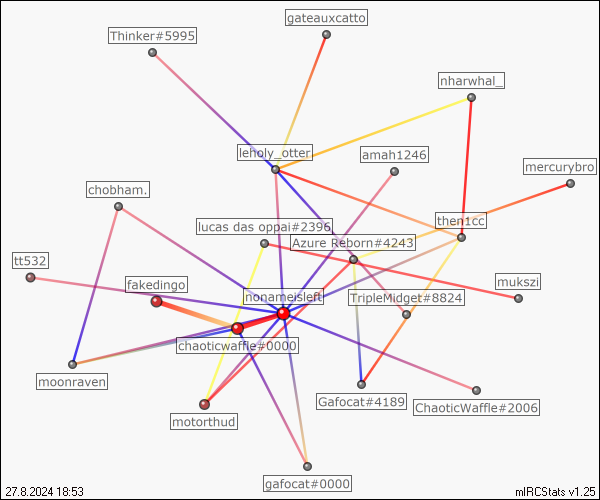 gateauxcatto
Thinker#5995
nharwhal_
leholy_otter
amah1246
mercurybro
chobham.
then1cc
lucas das oppai#2396
Azure Reborn#4243
tt532
mukszi
fakedingo
nonameisleft
TripleMidget#8824
chaoticwaffle#0000
moonraven
Gafocat#4189
ChaoticWaffle#2006
motorthud
gafocat#0000
27.8.2024 18:53
mIRCStats v1.25